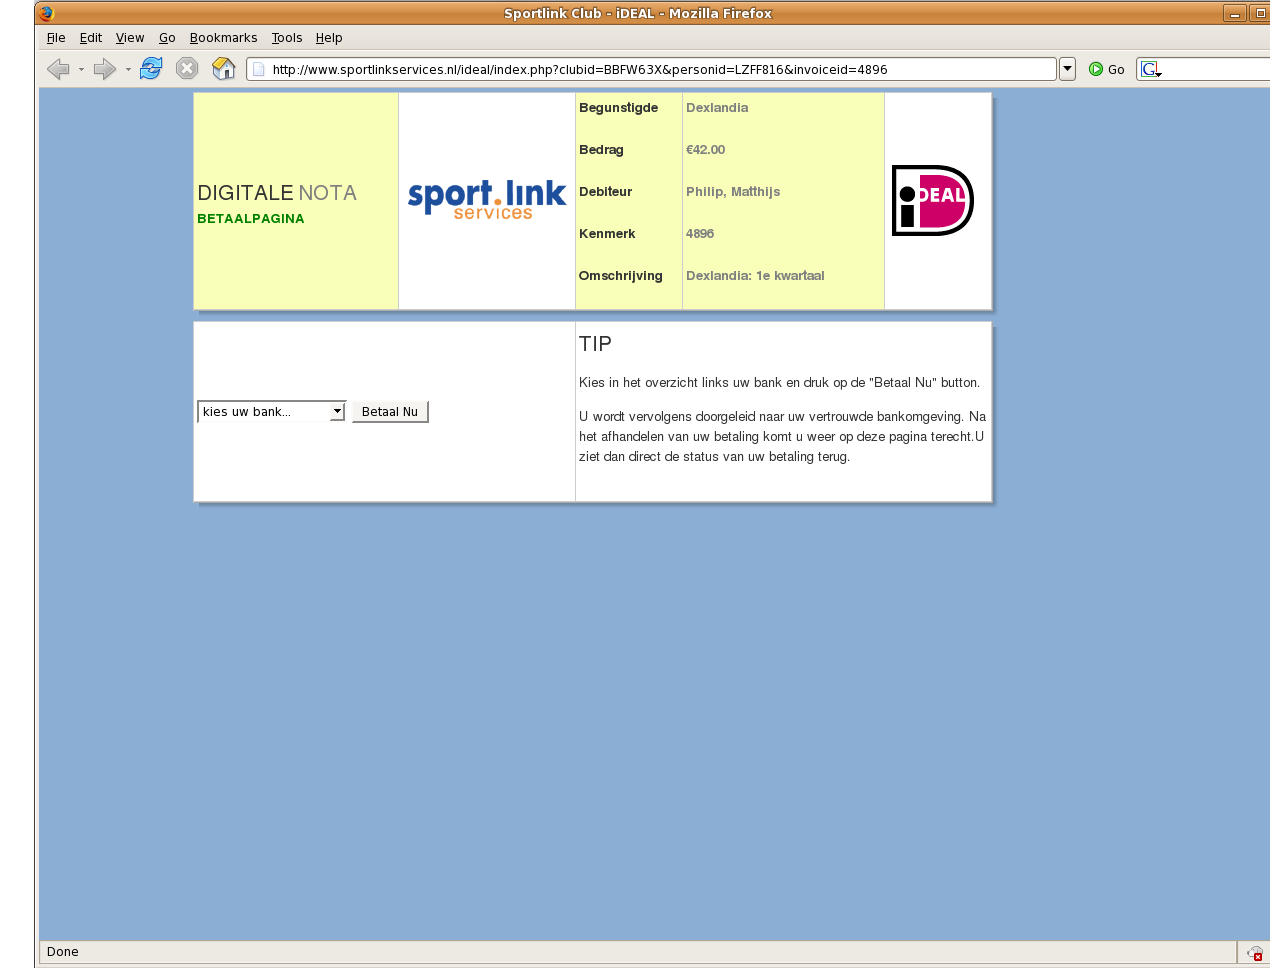 Sportlink Club - iDEAL - Mozilla Firefox
File Edit View Go Bookmarks Tools Help
http://www.sportlinkservices.nl/ideal/index.php?clubid=BBFW63X&personid=LZFF816&invoiceid=4896
Go
G
DIGITALE NOTA
BETAALPAGINA
sport.link
services
Begunstigde Dexlandia
Bedrag €42.00
Debiteur Philip, Matthijs
Kenmerk 4896
Omschrijving Dexlandia: 1e kwartaal
iDEAL
kies uw bank... Betaal Nu
TIP
Kies in het overzicht links uw bank en druk op de "Betaal Nu" button.
U wordt vervolgens doorgeleid naar uw vertrouwde bankomgeving. Na
het afhandelen van uw betaling komt u weer op deze pagina terecht.U
ziet dan direct de status van uw betaling terug.
Done